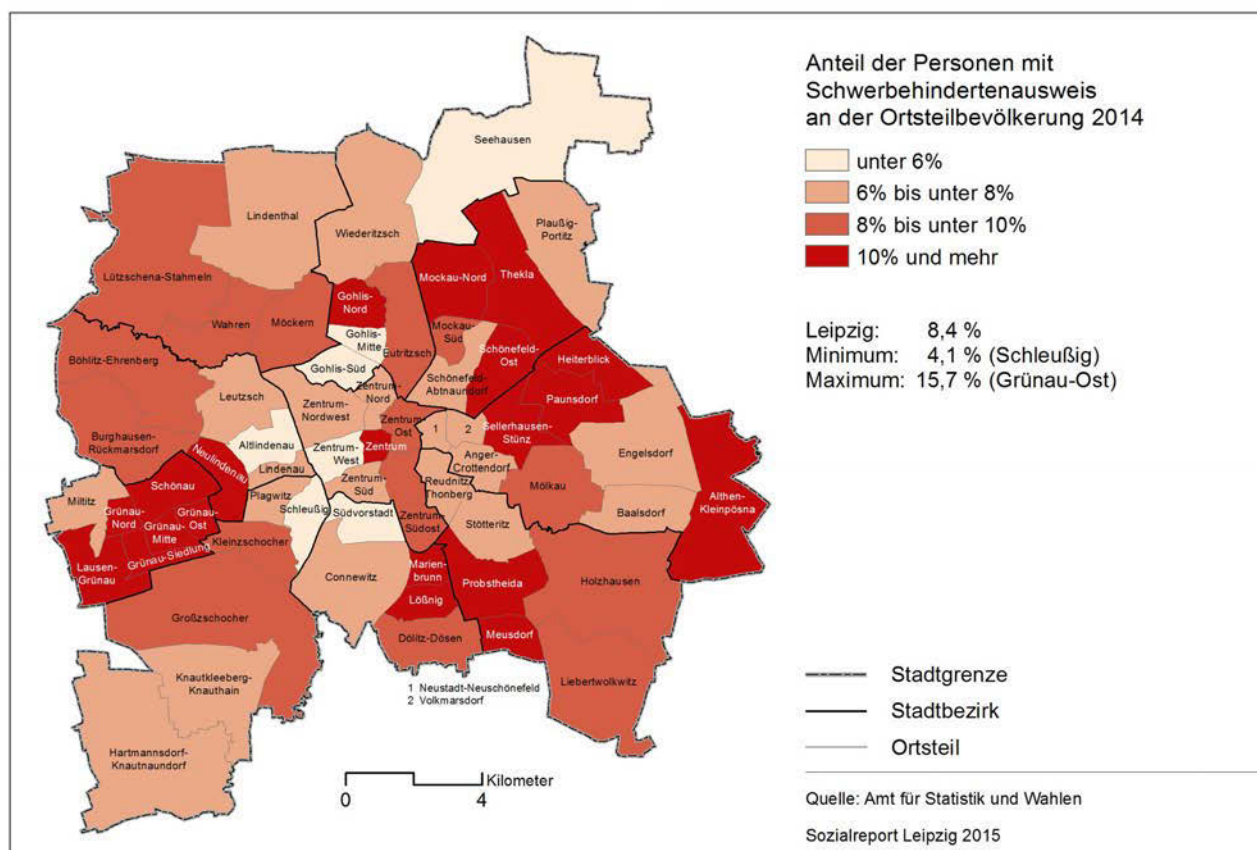 Anteil der Personen mit
Schwerbehindertenausweis
an der Ortsteilbevölkerung 2014
unter 6%
6% bis unter 8%
8% bis unter 10%
10% und mehr
Leipzig: 8,4 %
Minimum: 4,1 % (Schleußig)
Maximum: 15,7 % (Grünau-Ost)
Seehausen
Lindenthal
Wiederitzsch
Plaußig-
Portitz
Lützschena-Stahmeln
Mockau-Nord
Thekla
Gohlis-
Nord
Wahren
Möckern
Gohlis-
Mitte
Mockau-
Süd
Eutritzsch
Schönefeld-
Ost
Heiterblick
Böhlitz-Ehrenberg
Gohlis-Süd
Schönefeld-
Abtnaundorf
Leutzsch
Zentrum-
Nord
Zentrum-
Nordwest
Paunsdorf
Zentrum-
Ost
Burghausen-
Rückmarsdorf
Altlindenau
1
2
Sellerhausen-
Stünz
Neulindenau
Zentrum-
West
Zentrum
Engelsdorf
Lindenau
Anger-
Crottendorf
Zentrum-
Süd
Reudnitz-
Thonberg
Schönau
Miltitz
Plagwitz
Mölkau
Grünau-
Nord
Grünau-
Ost
Schleußig
Südvorstadt
Baalsdorf
Althen-
Kleinpösna
Grünau-
Mitte
Zentrum-
Südost
Stötteritz
Kleinzschocher
Grünau-Siedlung
Lausen-
Grünau
Connewitz
Marien-
brunn
Probstheida
Holzhausen
Lößnig
Großzschocher
Meusdorf
Dölitz-Dösen
Knautkleeberg-
Knauthain
Liebertwolkwitz
1 Neustadt-Neuschönefeld
2 Volkmarsdorf
Hartmannsdorf-
Knautnaundorf
Kilometer
0 4
Stadtgrenze
Stadtbezirk
Ortsteil
Quelle: Amt für Statistik und Wahlen
Sozialreport Leipzig 2015